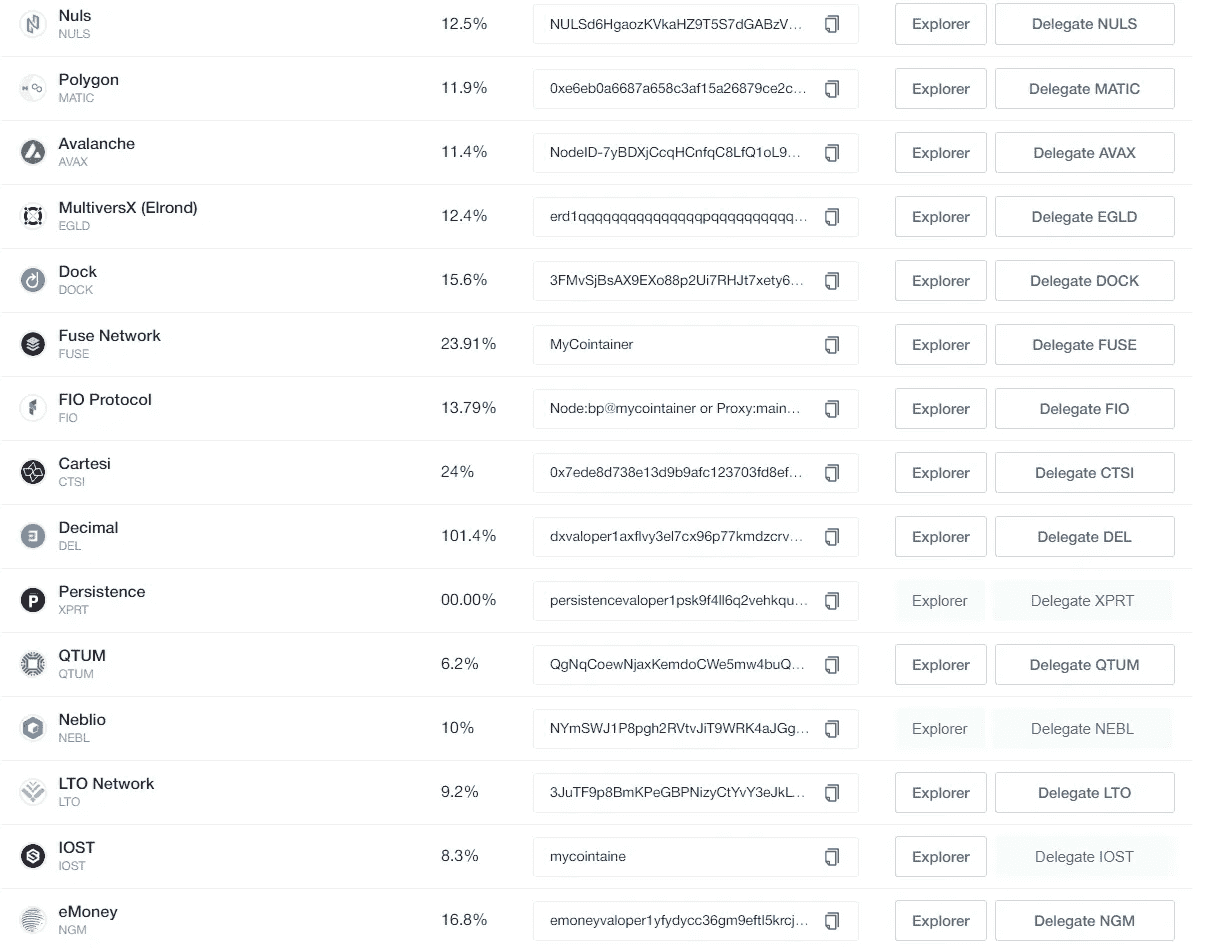 Nuls
NULS
12.5%
NULSd6HgaozKVkaHZ9T5S7dGABzV...
Explorer
Delegate NULS
Polygon
MATIC
11.9%
0xe6eb0a6687a658c3af15a26879ce2c...
Explorer
Delegate MATIC
Avalanche
AVAX
11.4%
NodeID-7yBDXjCcqHCnfqC8LfQ1oL9...
Explorer
Delegate AVAX
MultiversX (Elrond)
EGLD
12.4%
erd1qqqqqqqqqqqqqqqpqqqqqqqqqq...
Explorer
Delegate EGLD
Dock
DOCK
15.6%
3FMvSjBsAX9EXo88p2Ui7RHJt7xety6...
Explorer
Delegate DOCK
Fuse Network
FUSE
23.91%
MyCointainer
Explorer
Delegate FUSE
FIO Protocol
FIO
13.79%
Node:bp@mycointainer or Proxy:main...
Explorer
Delegate FIO
Cartesi
CTSI
24%
0x7ede8d738e13d9b9afc123703fd8ef...
Explorer
Delegate CTSI
Decimal
DEL
101.4%
dxvaloper1axflvy3el7cx96p77kmdzcrv...
Explorer
Delegate DEL
Persistence
XPRT
00.00%
persistencevaloper1psk9f4ll6q2vehkqu...
Explorer
Delegate XPRT
QTUM
QTUM
6.2%
QgNqCoewNjaxKemdoCWe5mw4buQ...
Explorer
Delegate QTUM
Neblio
NEBL
10%
NYmSWJ1P8pgh2RVtvJiT9WRK4aJGg...
Explorer
Delegate NEBL
LTO Network
LTO
9.2%
3JuTF9p8BmKPeGBPNizyCtYvY3eJkL...
Explorer
Delegate LTO
IOST
IOST
8.3%
mycointaine
Explorer
Delegate IOST
eMoney
NGM
16.8%
emoneyvaloper1yfydycc36gm9eftl5krcj...
Explorer
Delegate NGM